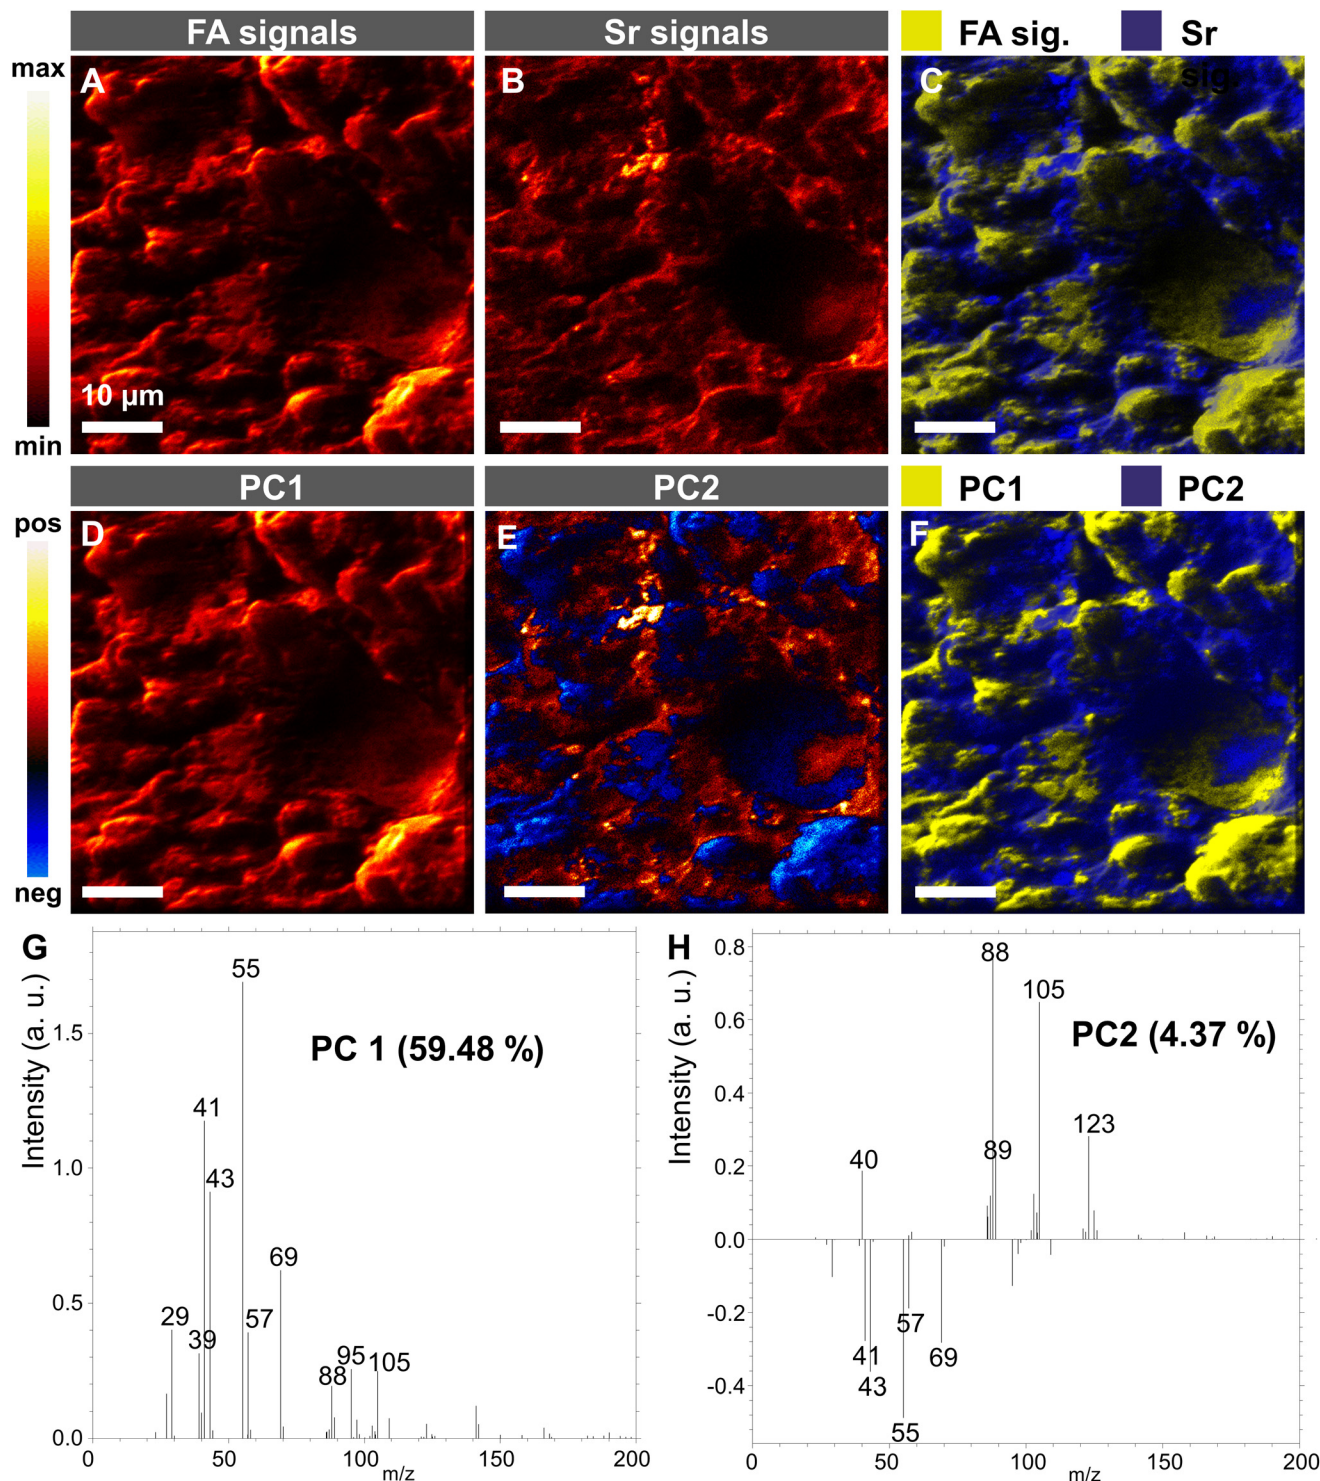 FA signals
Sr signals
FA sig.
Sr sig.
max
A
B
C
10 µm
min
PC1
PC2
PC1
PC2
pos
D
E
F
neg
G
H
Intensity (a. u.)
1.5
1.0
0.5
0.0
55
41
43
69
29
39
57
88
95
105
PC 1 (59.48 %)
0
50
100
150
200
m/z
Intensity (a. u.)
0.8
0.6
0.4
0.2
0.0
-0.2
-0.4
88
105
PC2 (4.37 %)
123
89
40
57
41
69
43
55
0
50
100
150
200
m/z